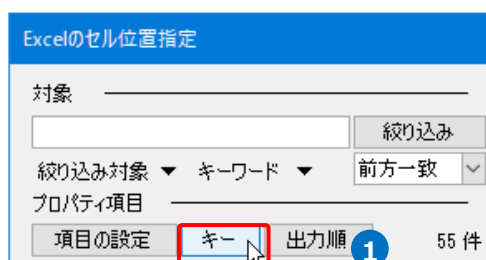 Excelのセル位置指定
対象
絞り込み
絞り込み対象 ▼ キーワード ▼ 前方一致
プロパティ項目
項目の設定 キー 出力順 1 55 件